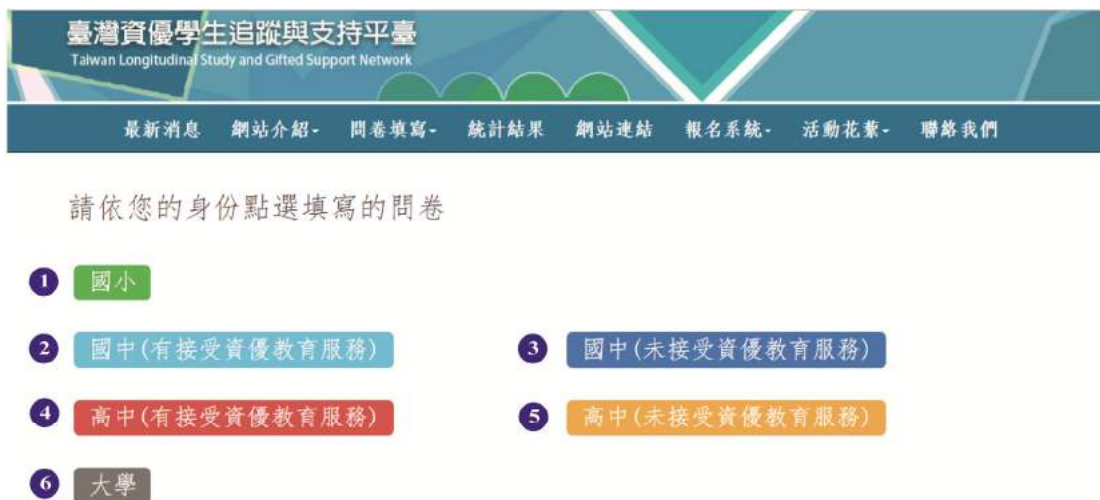 臺灣資優學生追蹤與支持平臺
Taiwan Longitudinal Study and Gifted Support Network
最新消息 網站介紹 問卷填寫 統計結果 網站連結 報名系統 活動花絮 聯絡我們
請依您的身份點選填寫的問卷
1 國小
2 國中(有接受資優教育服務) 3 國中(未接受資優教育服務)
4 高中(有接受資優教育服務) 5 高中(未接受資優教育服務)
6 大學